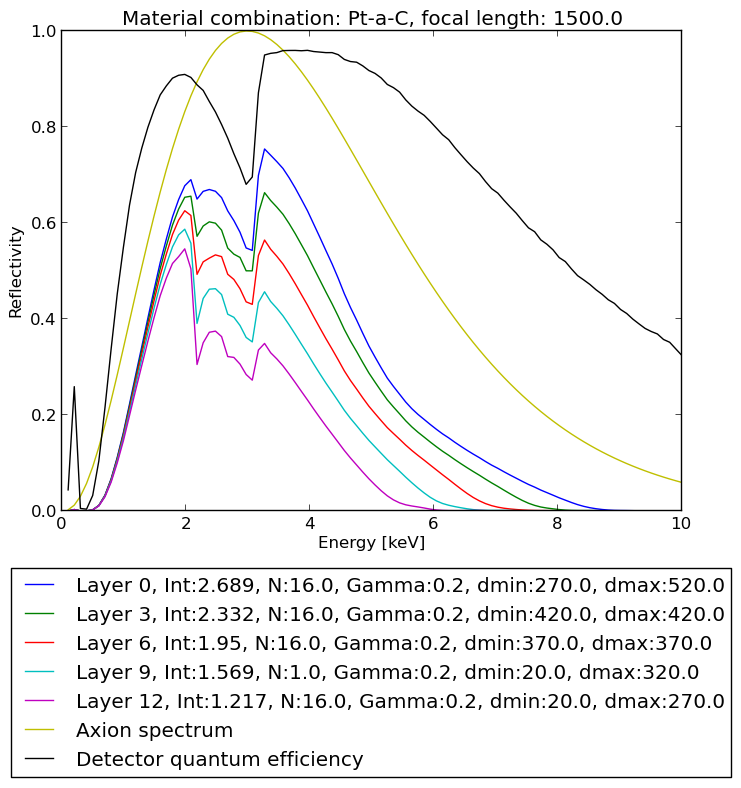 Material combination: Pt-a-C, focal length: 1500.0
1.0
0.8
0.6
0.4
0.2
0.0
Reflectivity
0 2 4 6 8 10
Energy [keV]
Layer 0, Int:2.689, N:16.0, Gamma:0.2, dmin:270.0, dmax:520.0
Layer 3, Int:2.332, N:16.0, Gamma:0.2, dmin:420.0, dmax:420.0
Layer 6, Int:1.95, N:16.0, Gamma:0.2, dmin:370.0, dmax:370.0
Layer 9, Int:1.569, N:1.0, Gamma:0.2, dmin:20.0, dmax:320.0
Layer 12, Int:1.217, N:16.0, Gamma:0.2, dmin:20.0, dmax:270.0
Axion spectrum
Detector quantum efficiency